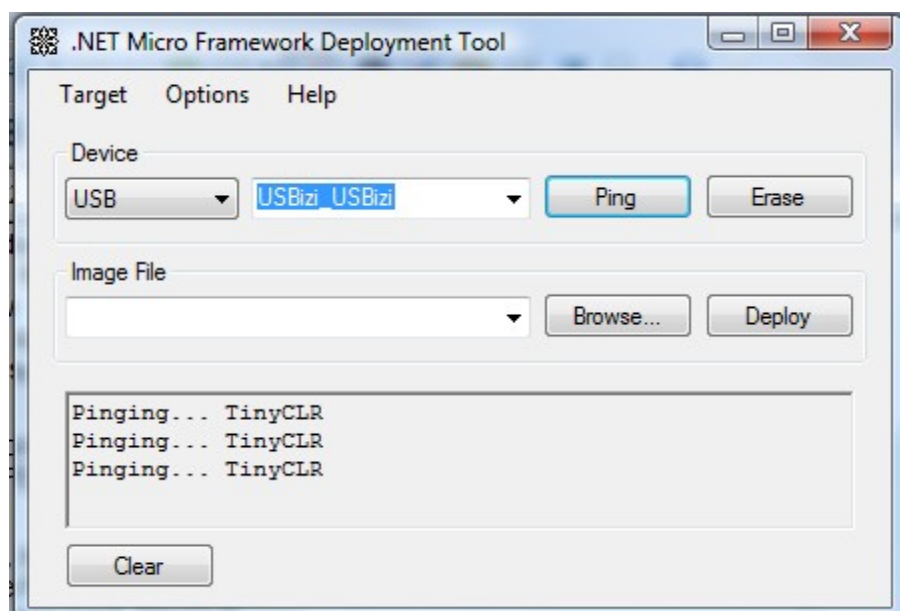 .NET Micro Framework Deployment Tool
Target Options Help
Device
USB USBizi_USBizi Ping Erase
Image File
Browse... Deploy
Pinging... TinyCLR
Pinging... TinyCLR
Pinging... TinyCLR
Clear